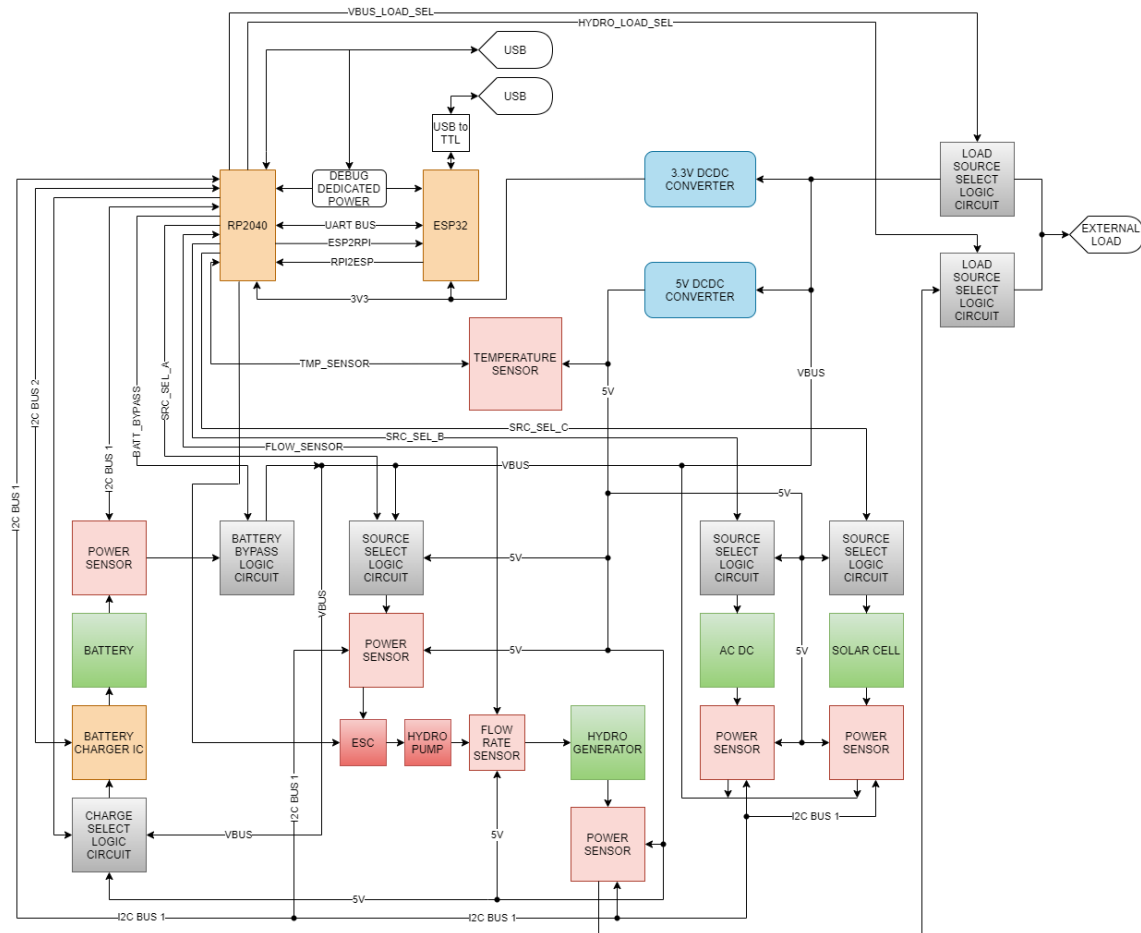 VBUS_LOAD_SEL
HYDRO_LOAD_SEL
USB
USB
USB to
TTL
LOAD
SOURCE
SELECT
LOGIC
CIRCUIT
3.3V DCDC
CONVERTER
DEBUG
DEDICATED
POWER
RP2040
ESP32
UART BUS
ESP2RPI
RPI2ESP
EXTERNAL
LOAD
LOAD
SOURCE
SELECT
LOGIC
CIRCUIT
5V DCDC
CONVERTER
3V3
TMP_SENSOR
TEMPERATURE
SENSOR
VBUS
5V
I2C BUS 2
BATT_BYPASS
SRC_SEL_A
I2C BUS 1
I2C BUS 1
SRC_SEL_C
SRC_SEL_B
FLOW_SENSOR
VBUS
5V
POWER
SENSOR
BATTERY
BYPASS
LOGIC
CIRCUIT
SOURCE
SELECT
LOGIC
CIRCUIT
5V
SOURCE
SELECT
LOGIC
CIRCUIT
SOURCE
SELECT
LOGIC
CIRCUIT
VBUS
BATTERY
POWER
SENSOR
5V
AC DC
5V
SOLAR CELL
BATTERY
CHARGER IC
ESC
HYDRO
PUMP
FLOW
RATE
SENSOR
HYDRO
GENERATOR
POWER
SENSOR
POWER
SENSOR
I2C BUS 1
CHARGE
SELECT
LOGIC
CIRCUIT
VBUS
5V
POWER
SENSOR
I2C BUS 1
5V
I2C BUS 1
I2C BUS 1